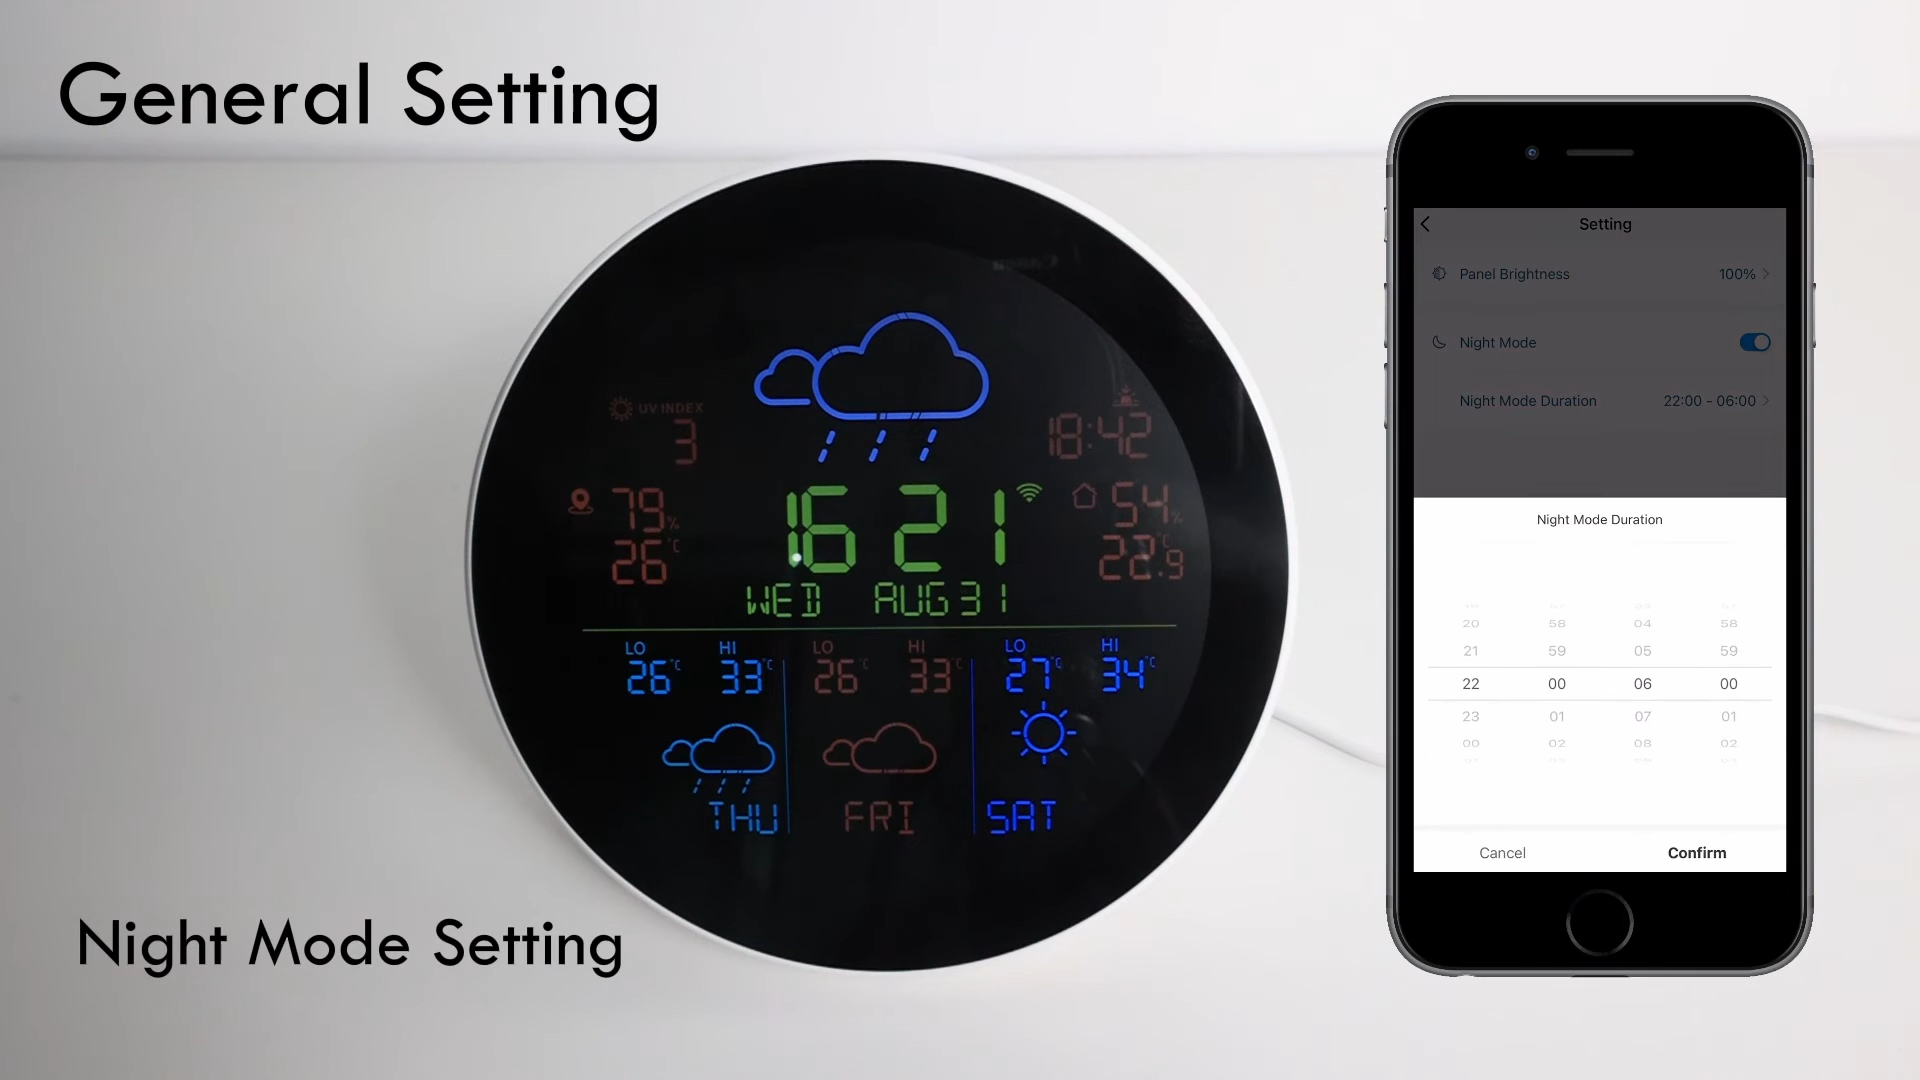 General Setting
UV INDEX
3
18:42
79%
26°C
16 21
54%
22.9°C
WED AUG 31
LO HI
26°C 33°C
THU
LO HI
26°C 33°C
FRI
LO HI
27°C 34°C
SAT
Night Mode Setting
Setting
Panel Brightness 100%
Night Mode
Night Mode Duration 22:00 - 06:00
Night Mode Duration
20 58 04 58
21 59 05 59
22 00 06 00
23 01 07 01
00 02 08 02
Cancel Confirm